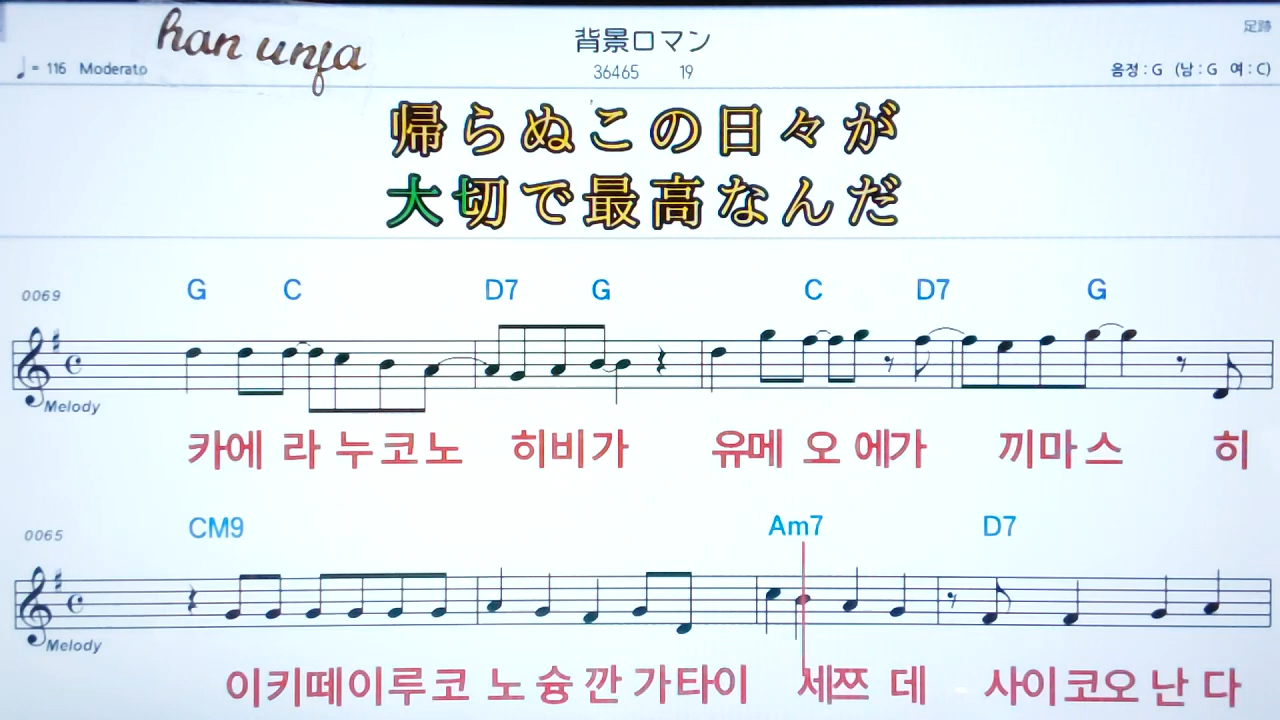 han unfa
背景ロマン
足跡
♩= 116 Moderato
36465 19
음정 : G (남 : G 여 : C)
帰らぬこの日々が
大切で最高なんだ
0069 G C D7 G C D7 G
Melody
카에 라 누코노 히비가 유메 오 에가 끼마스 히
0065 CM9 Am7 D7
Melody
이키떼이루코 노 슝 깐 가타이 세쯔 데 사이코오 난 다